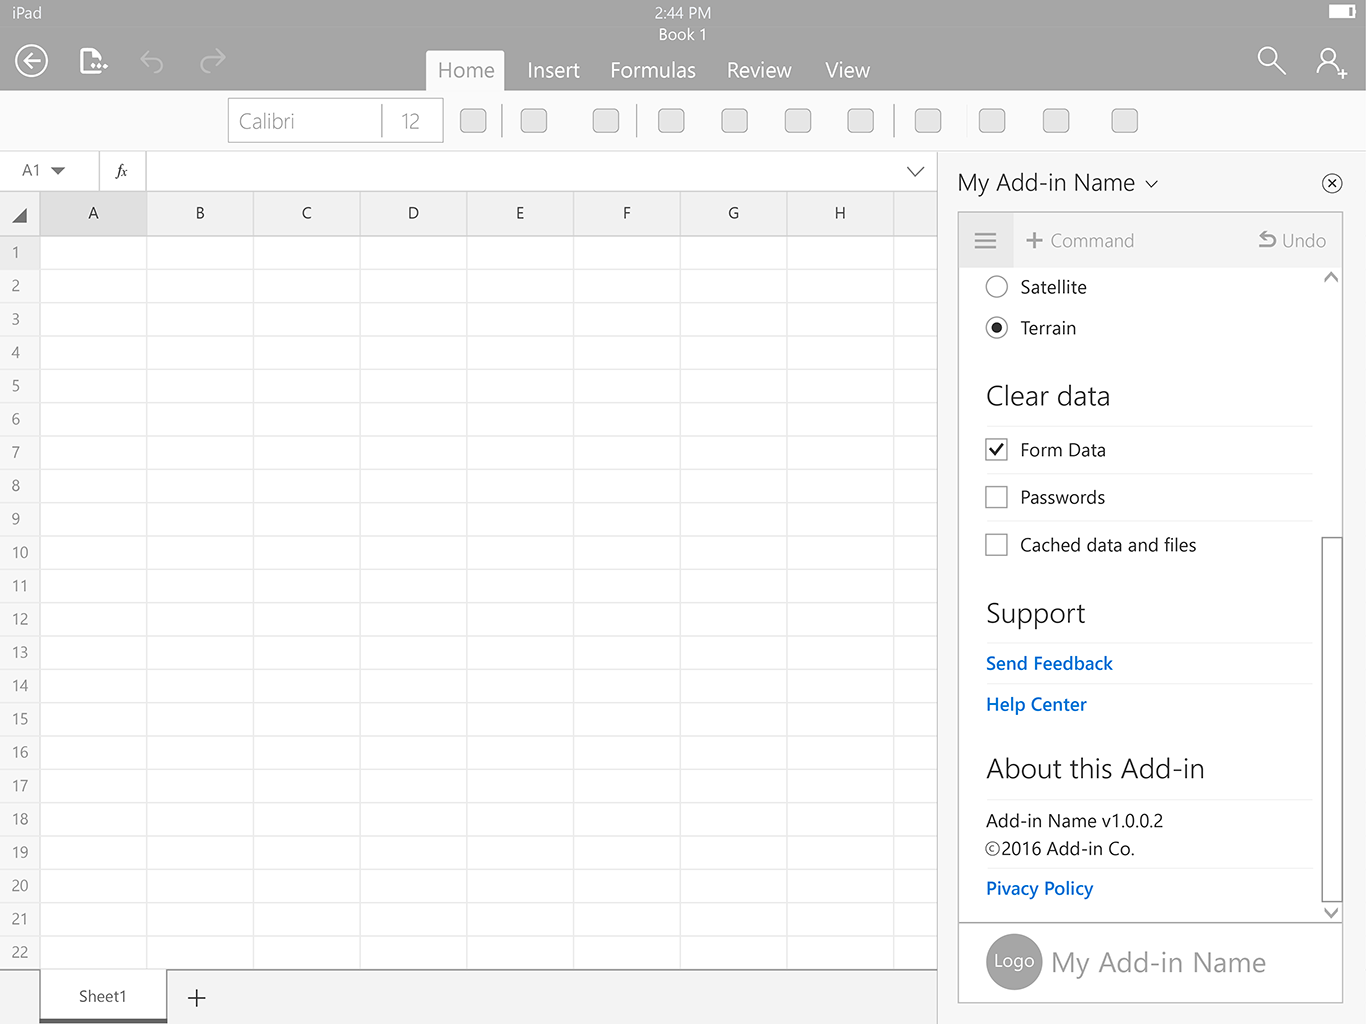 iPad
2:44 PM
Book 1
Home Insert Formulas Review View
Calibri 12
A1 fx
My Add-in Name
A B C D E F G H
Command Undo
Satellite
Terrain
Clear data
Form Data
Passwords
Cached data and files
Support
Send Feedback
Help Center
About this Add-in
Add-in Name v1.0.0.2
©2016 Add-in Co.
Pivacy Policy
Logo My Add-in Name
1
2
3
4
5
6
7
8
9
10
11
12
13
14
15
16
17
18
19
20
21
22
Sheet1